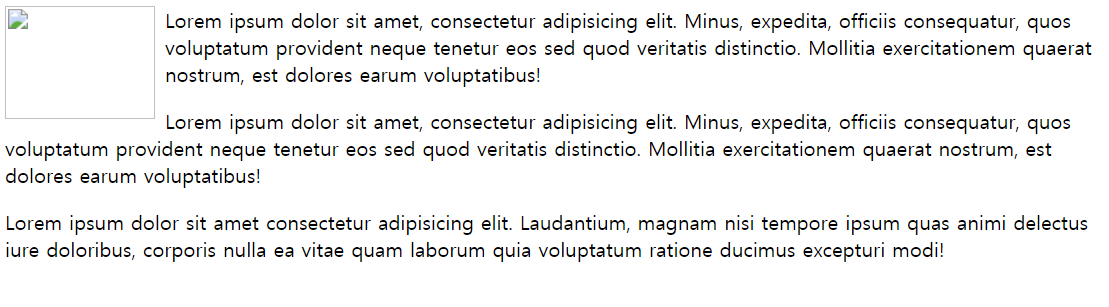 Lorem ipsum dolor sit amet, consectetur adipisicing elit. Minus, expedita, officiis consequatur, quos
voluptatum provident neque tenetur eos sed quod veritatis distinctio. Mollitia exercitationem quaerat
nostrum, est dolores earum voluptatibus!
Lorem ipsum dolor sit amet, consectetur adipisicing elit. Minus, expedita, officiis consequatur, quos
voluptatum provident neque tenetur eos sed quod veritatis distinctio. Mollitia exercitationem quaerat nostrum, est
dolores earum voluptatibus!
Lorem ipsum dolor sit amet consectetur adipisicing elit. Laudantium, magnam nisi tempore ipsum quas animi delectus
iure doloribus, corporis nulla ea vitae quam laborum quia voluptatum ratione ducimus excepturi modi!